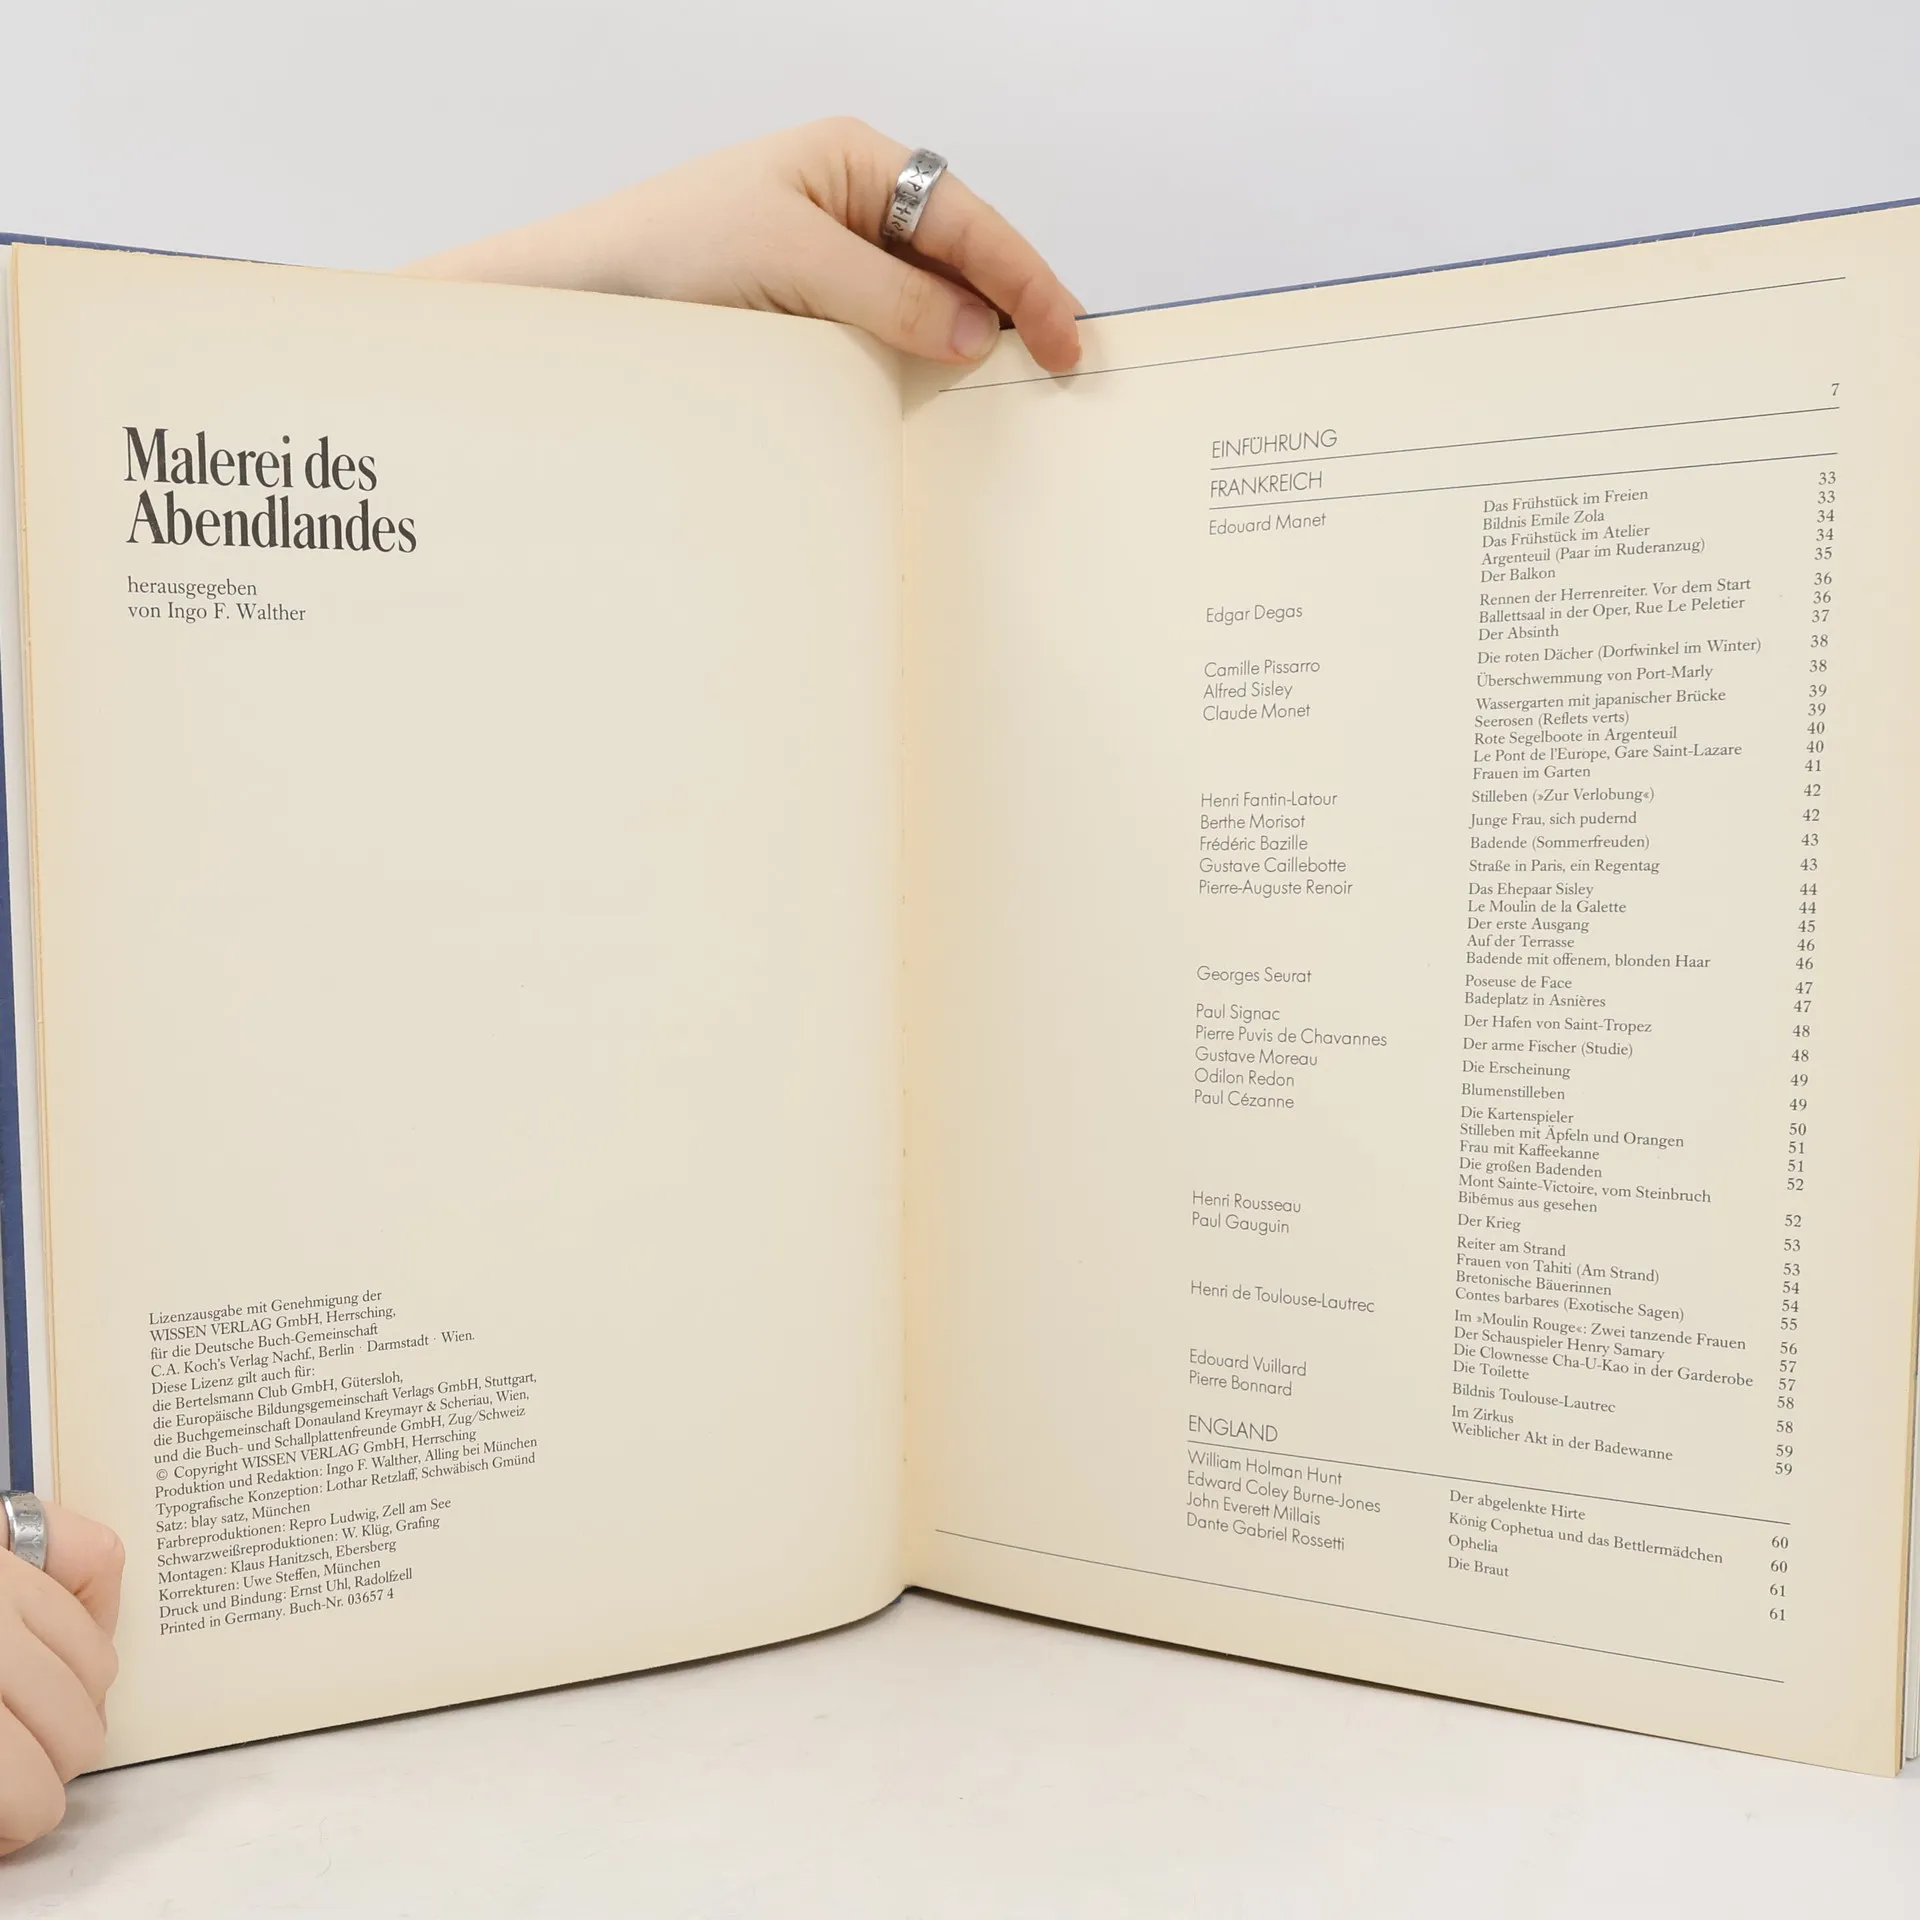 Malerei des
Abendlandes
herausgegeben
von Ingo F. Walther
Lizenzausgabe mit Genehmigung der
WISSEN VERLAG GmbH, Herrsching,
für die Deutsche Buch-Gemeinschaft
C.A. Koch's Verlag Nachf., Berlin · Darmstadt · Wien.
Diese Lizenz gilt auch für:
die Bertelsmann Club GmbH, Gütersloh,
die Europäische Bildungsgemeinschaft Verlags GmbH, Stuttgart,
die Buchgemeinschaft Donauland Kreymayr & Scheriau, Wien,
und die Buch- und Schallplattenfreunde GmbH, Zug/Schweiz
© Copyright WISSEN VERLAG GmbH, Herrsching
Produktion und Redaktion: Ingo F. Walther, Alling bei München
Typografische Konzeption: Lothar Retzlaff, Schwäbisch Gmünd
Satz: blay satz, München
Farbreproduktionen: Repro Ludwig, Zell am See
Schwarzweißreproduktionen: W. Klüg, Grafing
Montagen: Klaus Hanitzsch, Ebersberg
Korrekturen: Uwe Steffen, München
Druck und Bindung: Ernst Uhl, Radolfzell
Printed in Germany. Buch-Nr. 03657 4
EINFÜHRUNG 7
FRANKREICH
Edouard Manet Das Frühstück im Freien 33
Bildnis Emile Zola 33
Das Frühstück im Atelier 34
Argenteuil (Paar im Ruderanzug) 34
Der Balkon 35
Edgar Degas Rennen der Herrenreiter. Vor dem Start 36
Ballettsaal in der Oper, Rue Le Peletier 36
Der Absinth 37
Camille Pissarro Die roten Dächer (Dorfwinkel im Winter) 38
Alfred Sisley Überschwemmung von Port-Marly 38
Claude Monet Wassergarten mit japanischer Brücke 39
Seerosen (Reflets verts) 39
Rote Segelboote in Argenteuil 40
Le Pont de l'Europe, Gare Saint-Lazare 40
Frauen im Garten 41
Henri Fantin-Latour Stilleben (»Zur Verlobung«) 42
Berthe Morisot Junge Frau, sich pudernd 42
Frédéric Bazille Badende (Sommerfreuden) 43
Gustave Caillebotte Straße in Paris, ein Regentag 43
Pierre-Auguste Renoir Das Ehepaar Sisley 44
Le Moulin de la Galette 44
Der erste Ausgang 45
Auf der Terrasse 46
Badende mit offenem, blonden Haar 46
Georges Seurat Poseuse de Face 47
Badeplatz in Asnières 47
Paul Signac Der Hafen von Saint-Tropez 48
Pierre Puvis de Chavannes Der arme Fischer (Studie) 48
Gustave Moreau Die Erscheinung 49
Odilon Redon Blumenstilleben 49
Paul Cézanne Die Kartenspieler 50
Stilleben mit Äpfeln und Orangen 51
Frau mit Kaffeekanne 51
Die großen Badenden 52
Mont Sainte-Victoire, vom Steinbruch
Bibémus aus gesehen 52
Henri Rousseau Der Krieg 53
Paul Gauguin Reiter am Strand 53
Frauen von Tahiti (Am Strand) 54
Bretonische Bäuerinnen 54
Contes barbares (Exotische Sagen) 55
Henri de Toulouse-Lautrec Im »Moulin Rouge«: Zwei tanzende Frauen 56
Der Schauspieler Henry Samary 57
Die Clownesse Cha-U-Kao in der Garderobe 57
Die Toilette 58
Edouard Vuillard Bildnis Toulouse-Lautrec 58
Pierre Bonnard Im Zirkus 59
Weiblicher Akt in der Badewanne 59
ENGLAND
William Holman Hunt Der abgelenkte Hirte 60
Edward Coley Burne-Jones König Cophetua und das Bettlermädchen 60
John Everett Millais Ophelia 61
Dante Gabriel Rossetti Die Braut 61